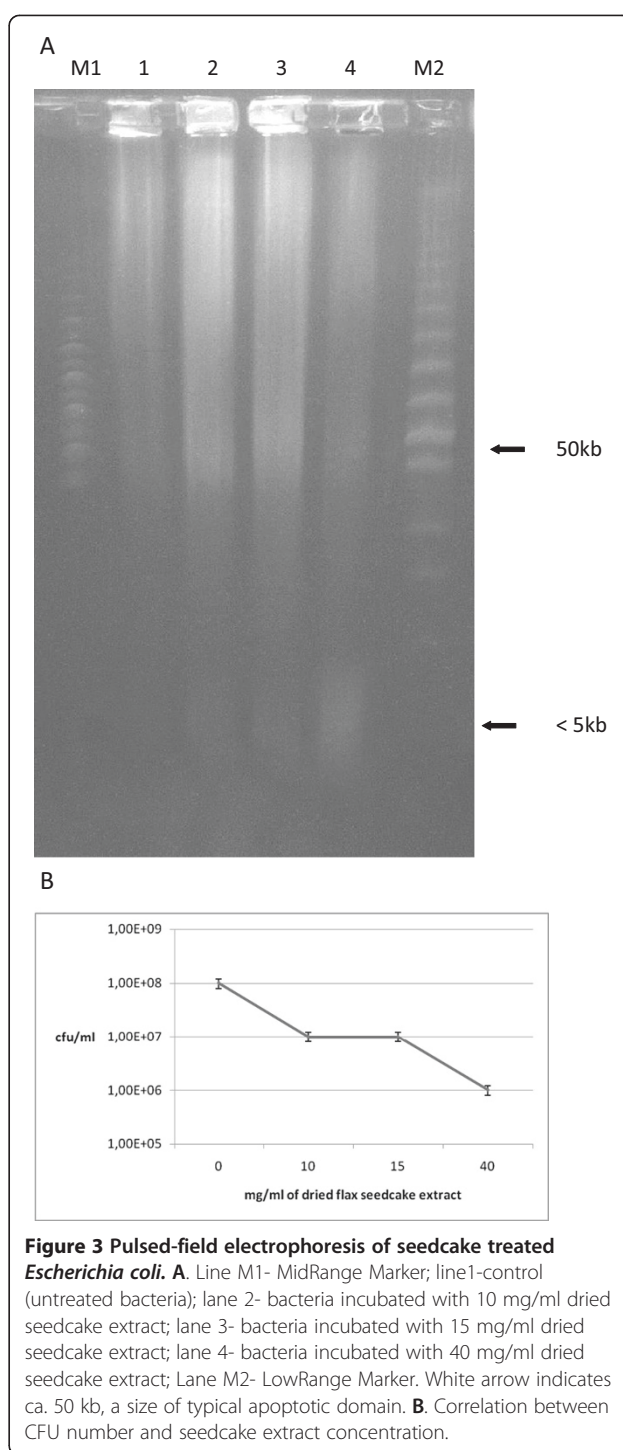 A
M1 1 2 3 4 M2
50kb
< 5kb
B
1,00E+09
1,00E+08
cfu/ml 1,00E+07
1,00E+06
1,00E+05
0 10 15 40
mg/ml of dried flax seedcake extract
Figure 3 Pulsed-field electrophoresis of seedcake treated
Escherichia coli. A. Line M1- MidRange Marker; line1-control
(untreated bacteria); lane 2- bacteria incubated with 10 mg/ml dried
seedcake extract; lane 3- bacteria incubated with 15 mg/ml dried
seedcake extract; lane 4- bacteria incubated with 40 mg/ml dried
seedcake extract; Lane M2- LowRange Marker. White arrow indicates
ca. 50 kb, a size of typical apoptotic domain. B. Correlation between
CFU number and seedcake extract concentration.